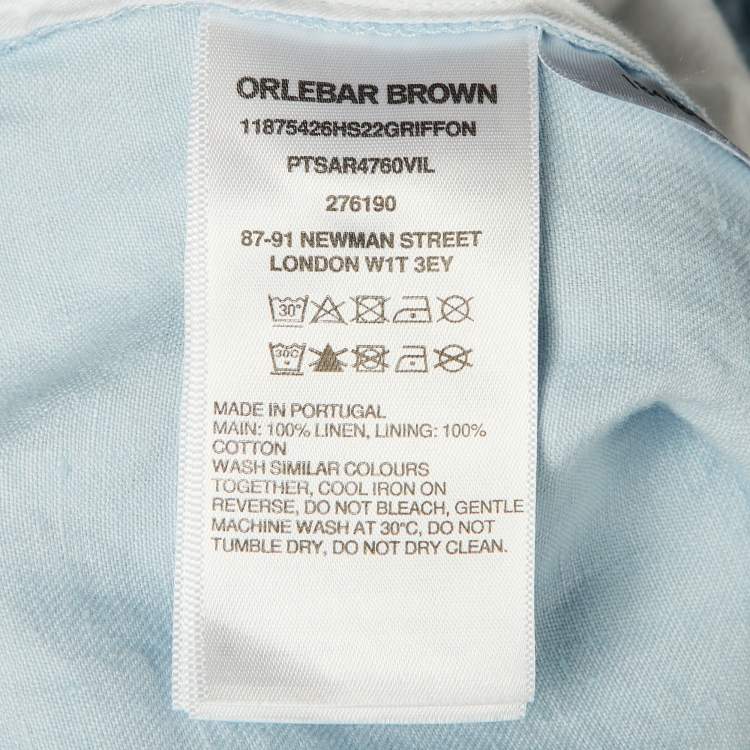 ORLEBAR BROWN
11875426HS22GRIFFON
PTSAR4760VIL
276190
87-91 NEWMAN STREET
LONDON W1T 3EY
30°
30C
MADE IN PORTUGAL
MAIN: 100% LINEN, LINING: 100%
COTTON
WASH SIMILAR COLOURS
TOGETHER, COOL IRON ON
REVERSE, DO NOT BLEACH, GENTLE
MACHINE WASH AT 30°C, DO NOT
TUMBLE DRY, DO NOT DRY CLEAN.